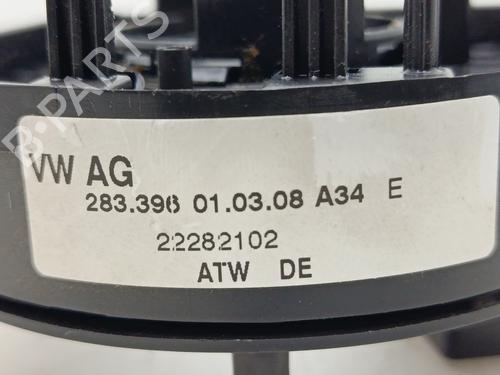 B-PARTS
VW AG
283.396 01.03.08 A34 E
22282102
ATW DE